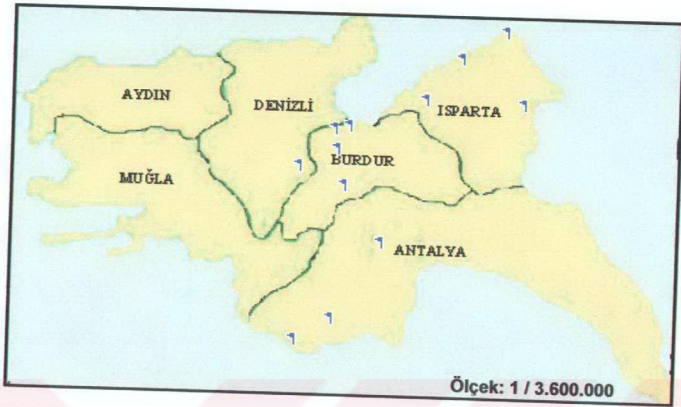 AYDIN
DENİZLİ
ISPARTA
BURDUR
MUĞLA
ANTALYA
Ölçek: 1 / 3.600.000